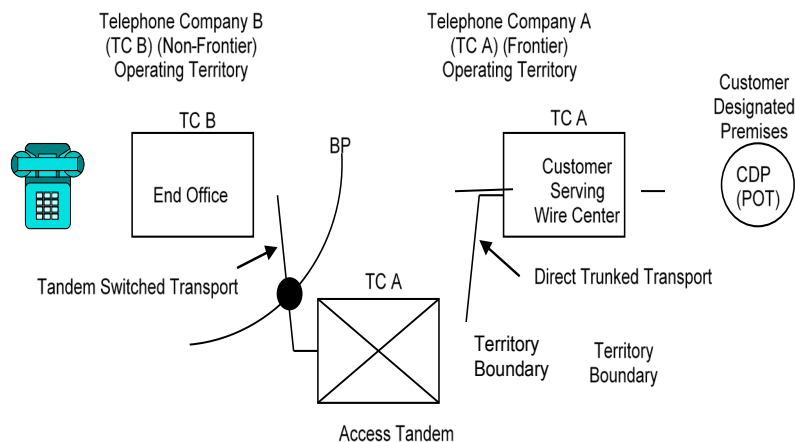 Telephone Company B
(TC B) (Non-Frontier)
Operating Territory
Telephone Company A
(TC A) (Frontier)
Operating Territory
Customer
Designated
Premises
TC B
BP
TC A
End Office
Customer
Serving
Wire Center
CDP
(POT)
Tandem Switched Transport
TC A
Direct Trunked Transport
Territory
Boundary
Territory
Boundary
Access Tandem